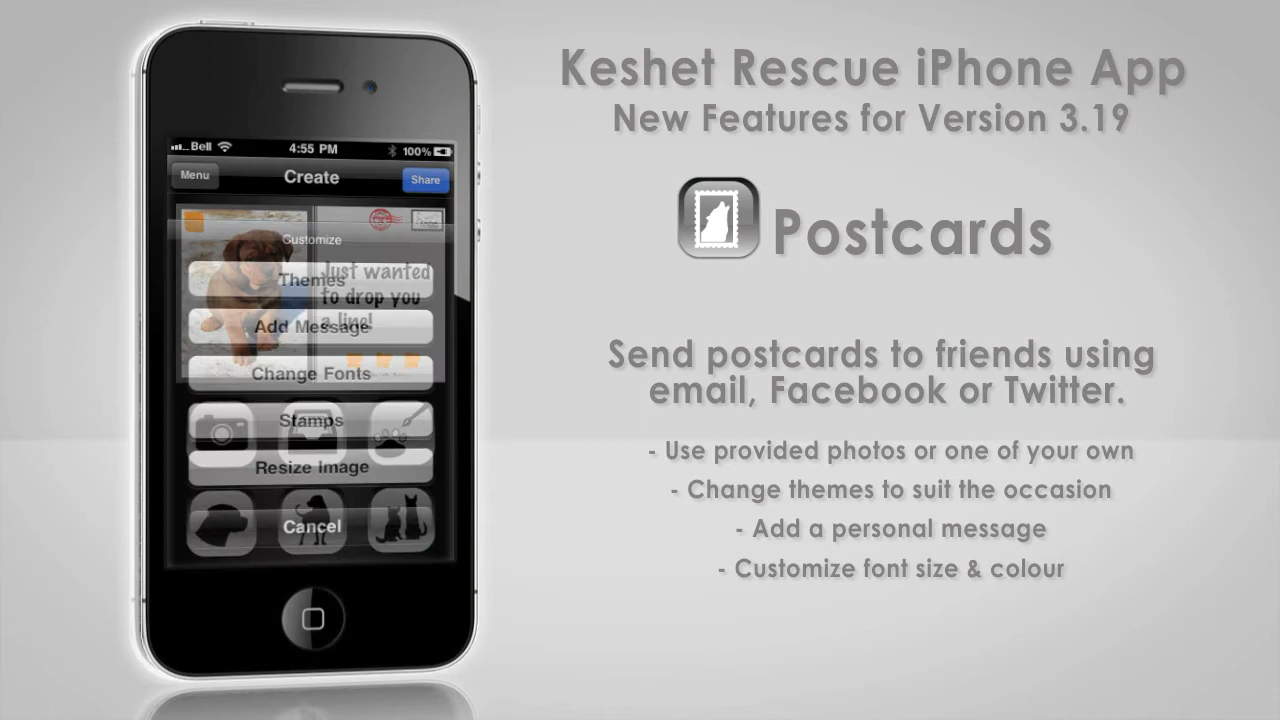 Keshet Rescue iPhone App
New Features for Version 3.19
Postcards
Send postcards to friends using
email, Facebook or Twitter.
- Use provided photos or one of your own
- Change themes to suit the occasion
- Add a personal message
- Customize font size & colour
Bell 4:55 PM 100%
Menu Create Share
Customize
Just wanted
to drop you
a line!
Themes
Add Message
Change Fonts
Stamps
Resize Image
Cancel